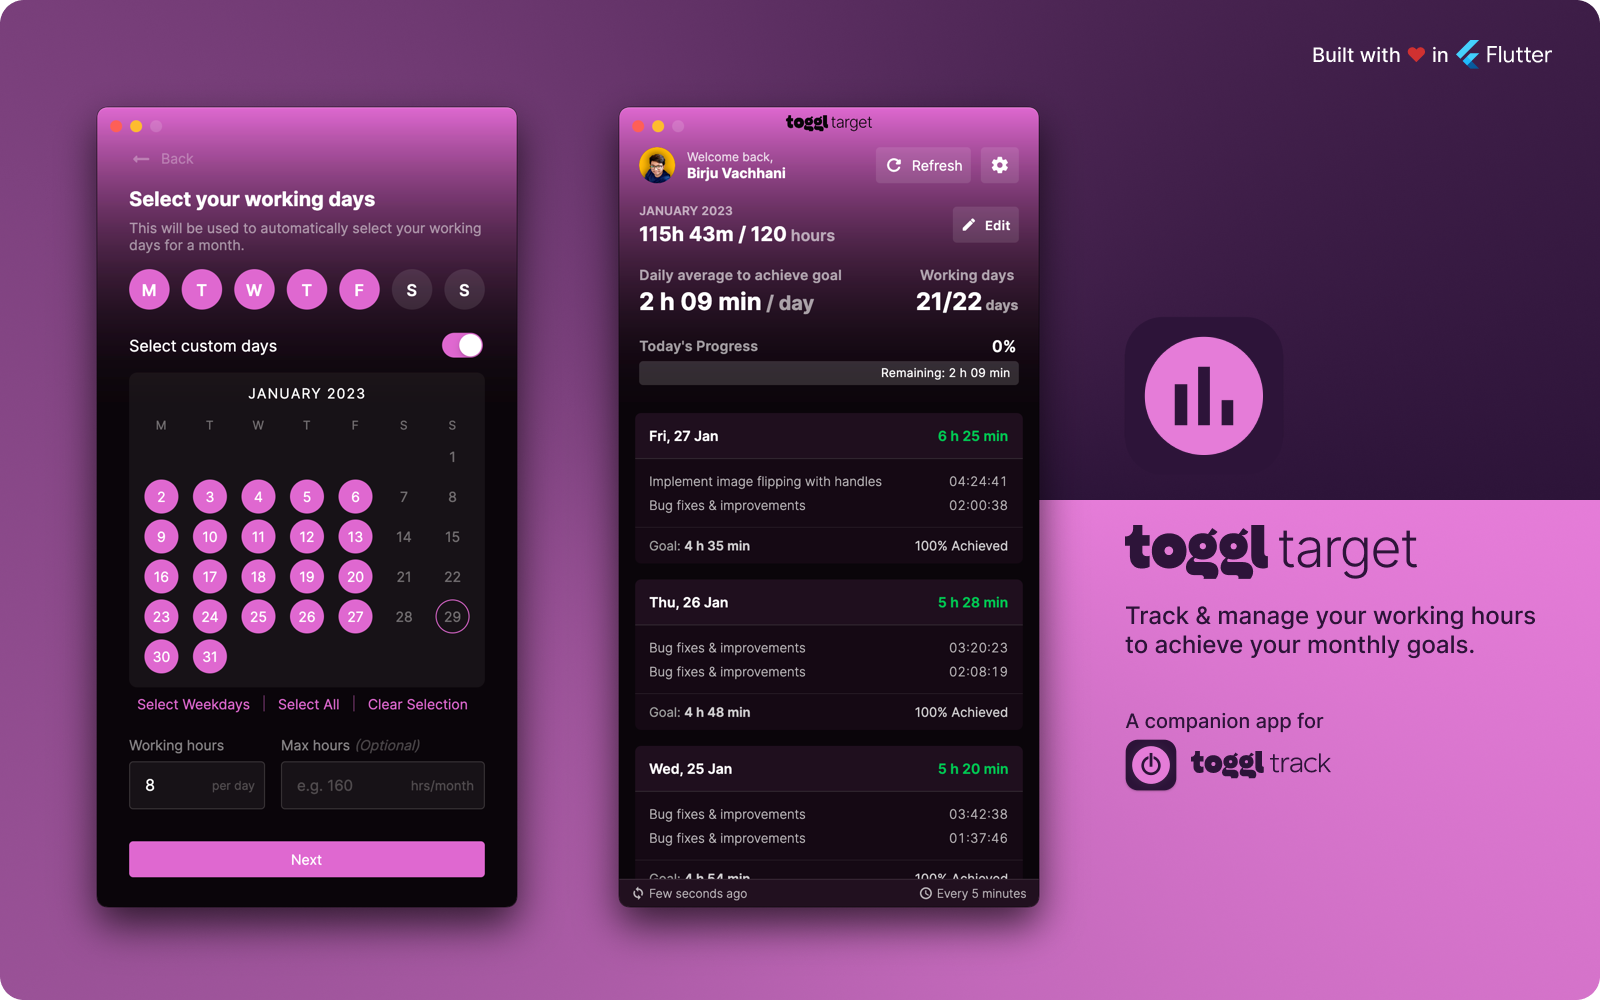 Built with ❤ in Flutter
Back
Select your working days
This will be used to automatically select your working
days for a month.
M T W T F S S
Select custom days
JANUARY 2023
M T W T F S S
1
2 3 4 5 6 7 8
9 10 11 12 13 14 15
16 17 18 19 20 21 22
23 24 25 26 27 28 29
30 31
Select Weekdays | Select All | Clear Selection
Working hours Max hours (Optional)
8 per day e.g. 160 hrs/month
Next
toggl target
Welcome back,
Birju Vachhani
Refresh
JANUARY 2023
115h 43m / 120 hours
Edit
Daily average to achieve goal Working days
2 h 09 min / day 21/22 days
Today's Progress 0%
Remaining: 2 h 09 min
Fri, 27 Jan 6 h 25 min
Implement image flipping with handles 04:24:41
Bug fixes & improvements 02:00:38
Goal: 4 h 35 min 100% Achieved
Thu, 26 Jan 5 h 28 min
Bug fixes & improvements 03:20:23
Bug fixes & improvements 02:08:19
Goal: 4 h 48 min 100% Achieved
Wed, 25 Jan 5 h 20 min
Bug fixes & improvements 03:42:38
Bug fixes & improvements 01:37:46
Goal: 4 h 54 min 100% Achieved
Few seconds ago Every 5 minutes
toggl target
Track & manage your working hours
to achieve your monthly goals.
A companion app for
toggl track